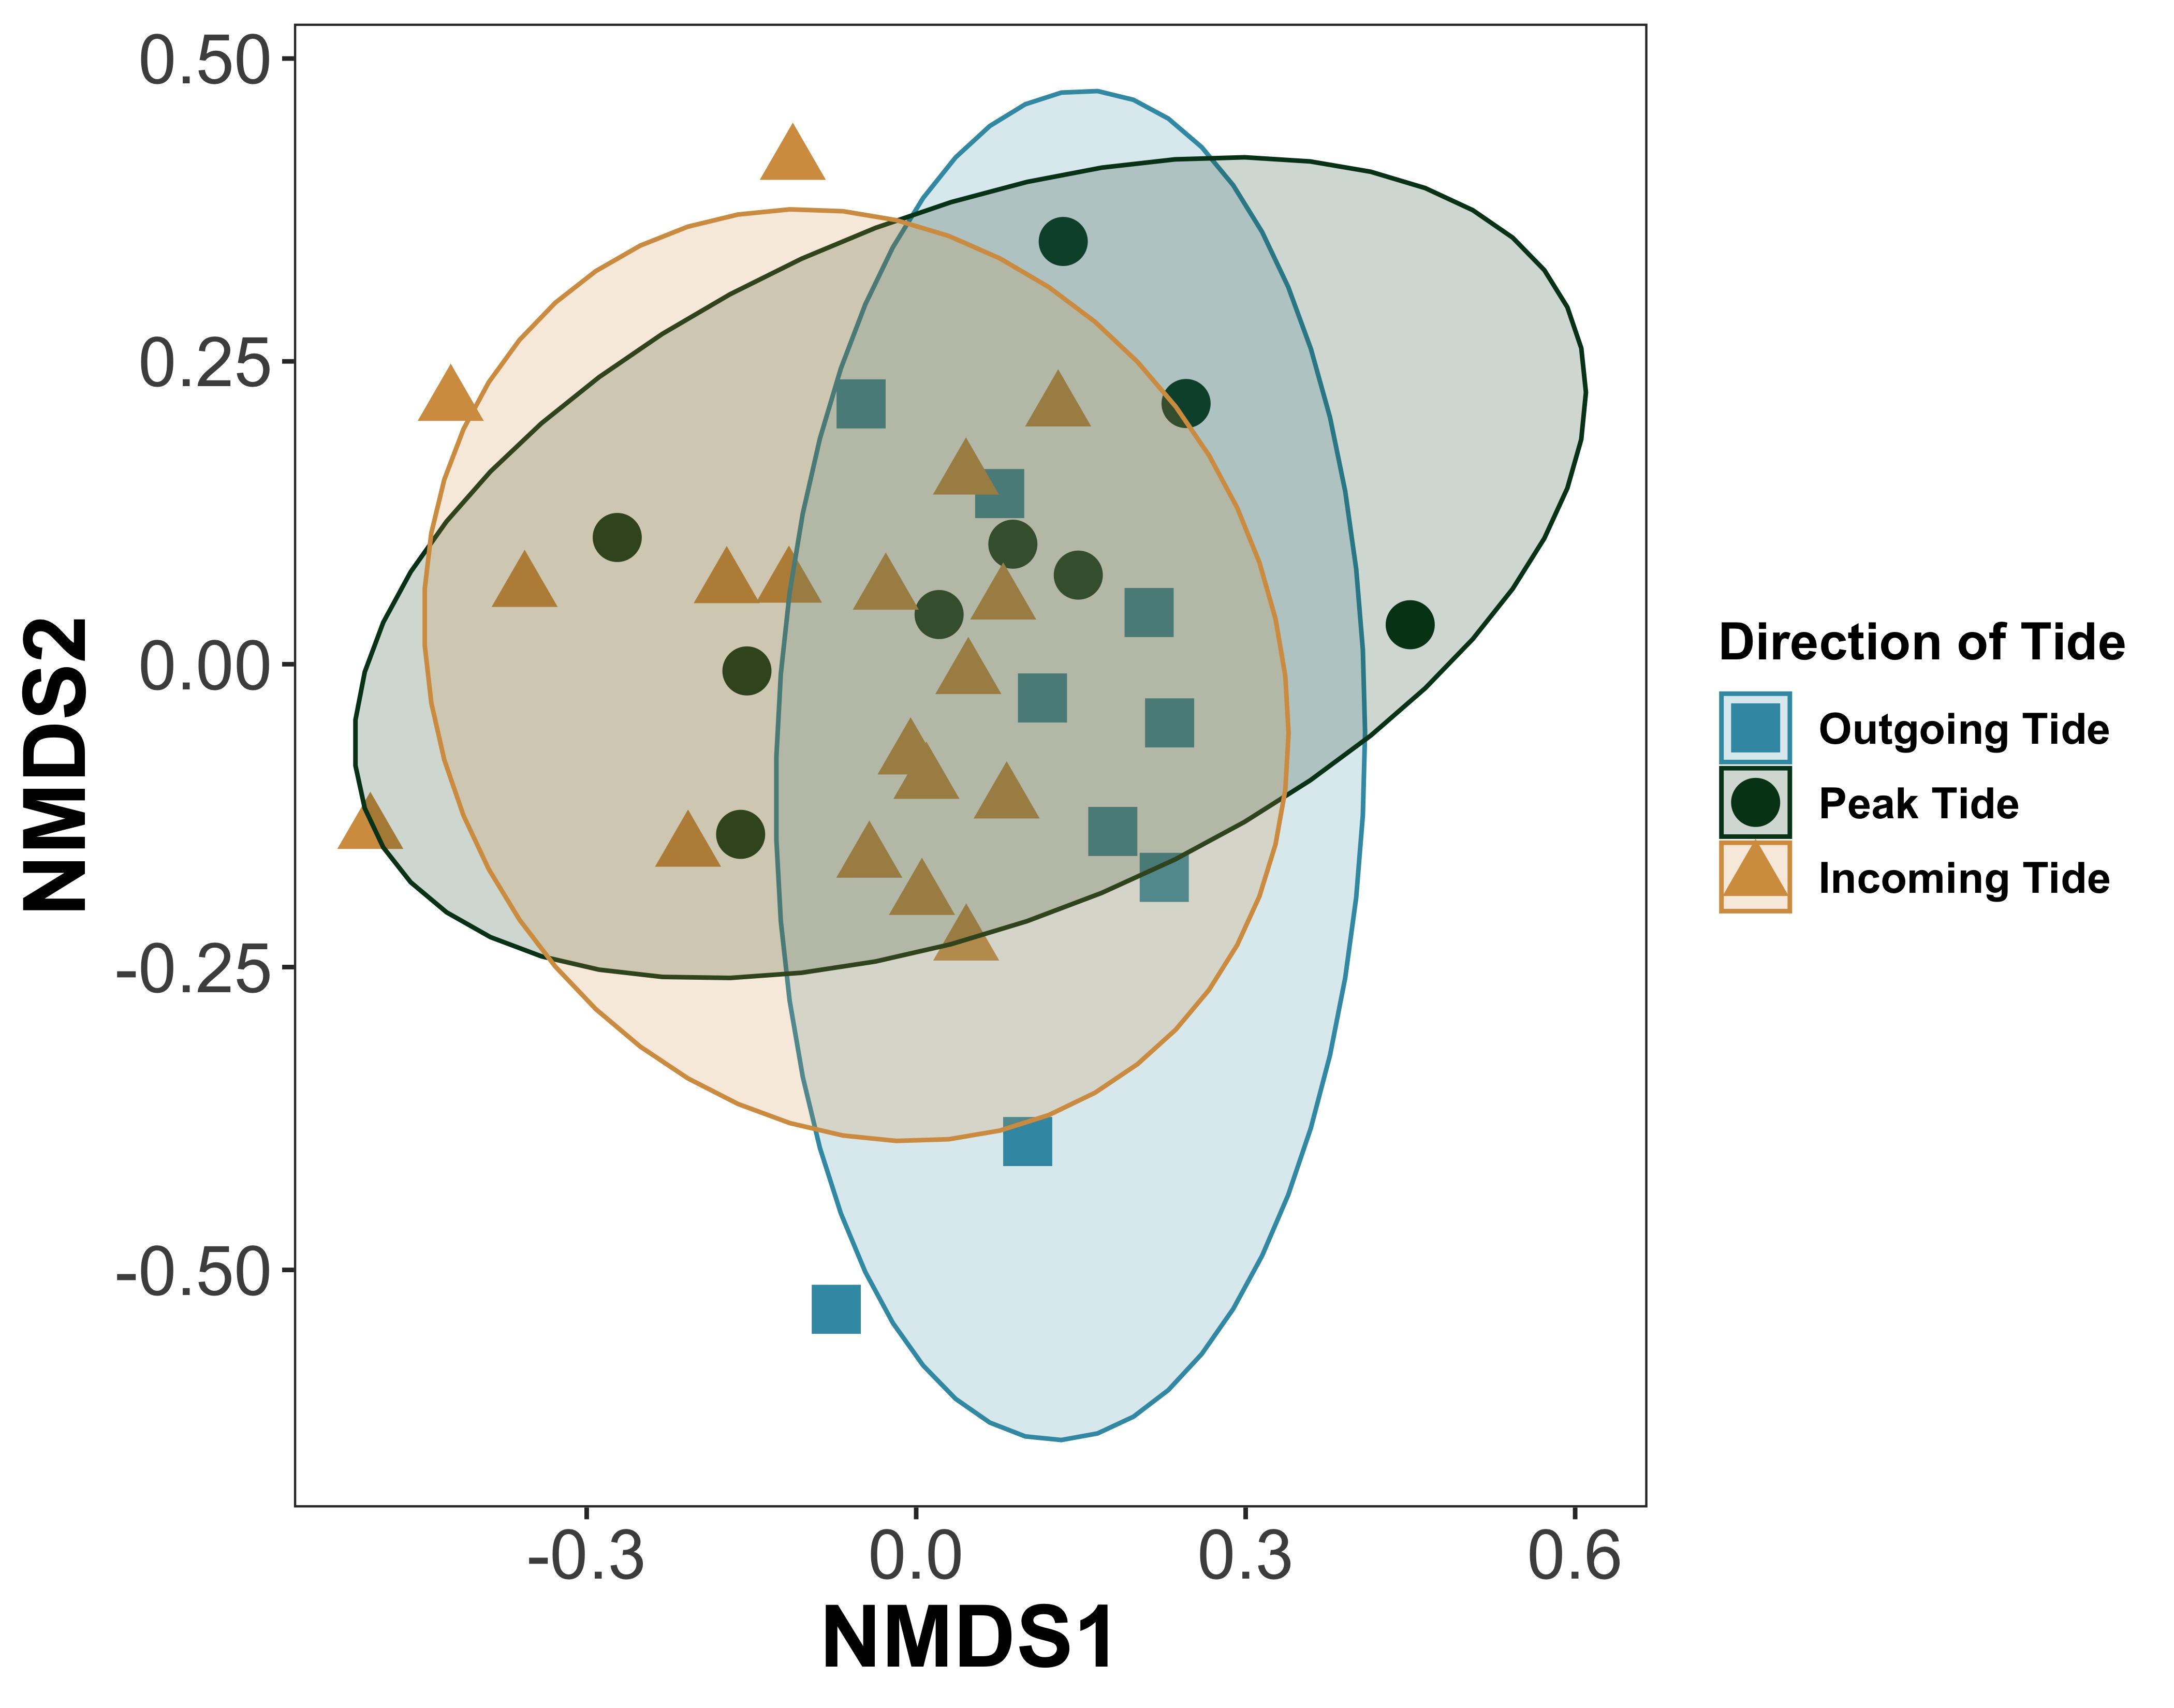 0.50
0.25
0.00
-0.25
-0.50
NMDS2
-0.3 0.0 0.3 0.6
NMDS1
Direction of Tide
Outgoing Tide
Peak Tide
Incoming Tide